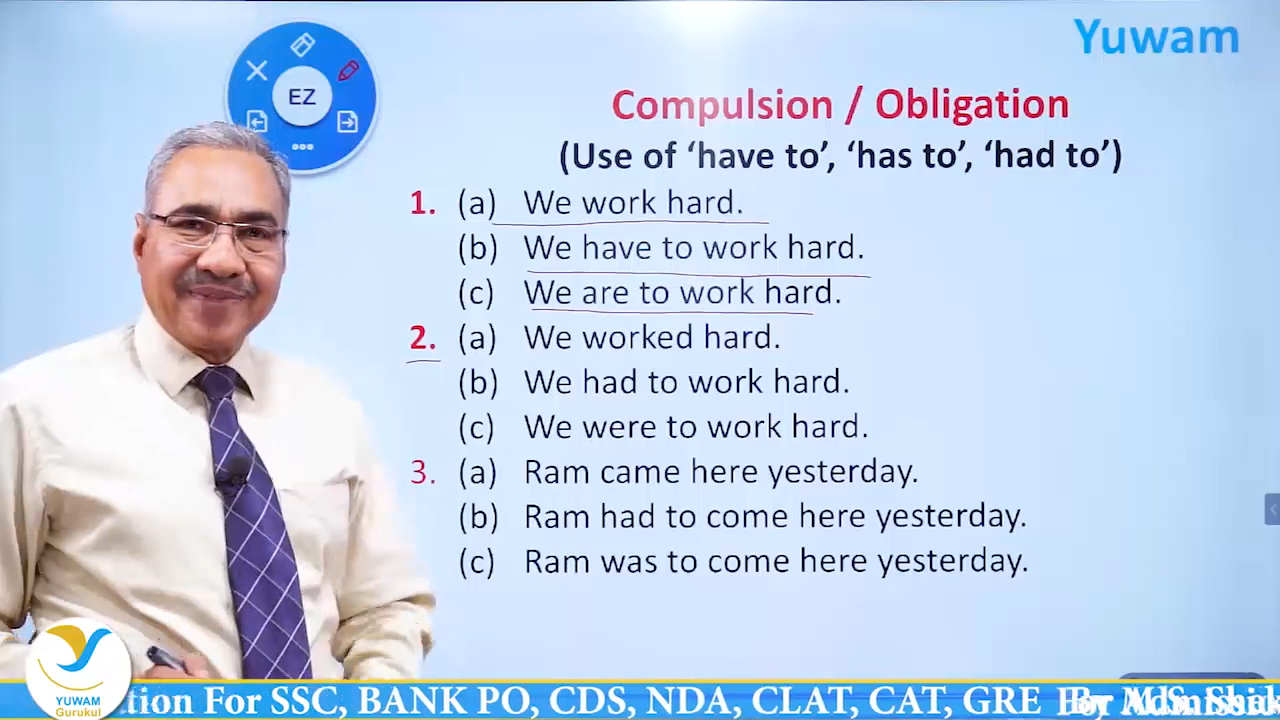 Yuwam
EZ
Compulsion / Obligation
(Use of ‘have to’, ‘has to’, ‘had to’)
1. (a) We work hard.
(b) We have to work hard.
(c) We are to work hard.
2. (a) We worked hard.
(b) We had to work hard.
(c) We were to work hard.
3. (a) Ram came here yesterday.
(b) Ram had to come here yesterday.
(c) Ram was to come here yesterday.
YUWAM
Gurukul
tion For SSC, BANK PO, CDS, NDA, CLAT, CAT, GRE